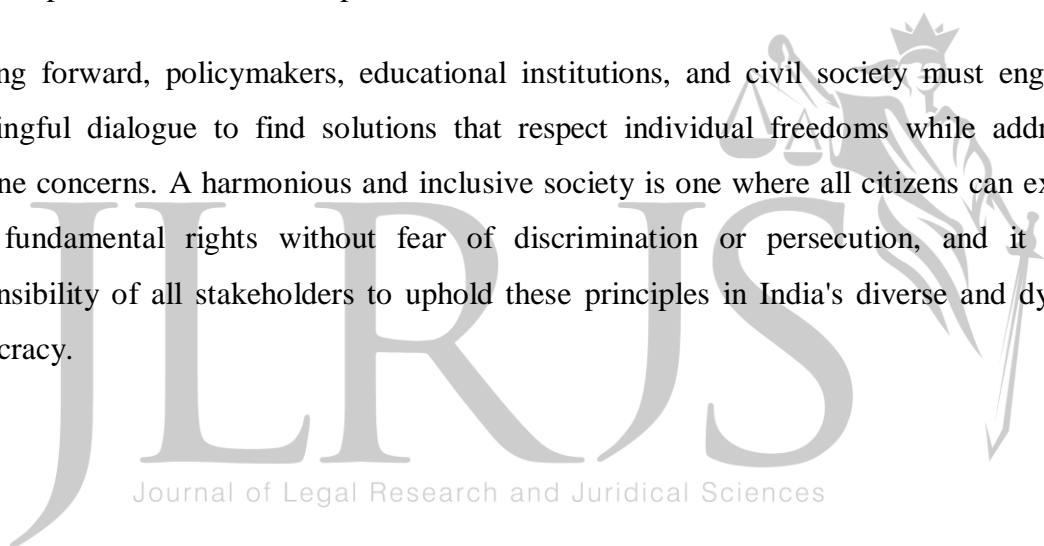 ng forward, policymakers, educational institutions, and civil society must eng
ingful dialogue to find solutions that respect individual freedoms while addr
ne concerns. A harmonious and inclusive society is one where all citizens can ex
fundamental rights without fear of discrimination or persecution, and it
nsibility of all stakeholders to uphold these principles in India's diverse and dy
cracy.
JLRJS
Journal of Legal Research and Juridical Sciences